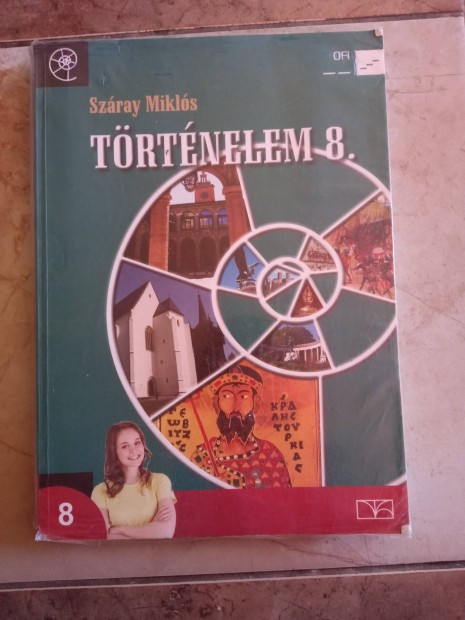 OFI
Száray Miklós
TÖRTÉNELEM 8.
8